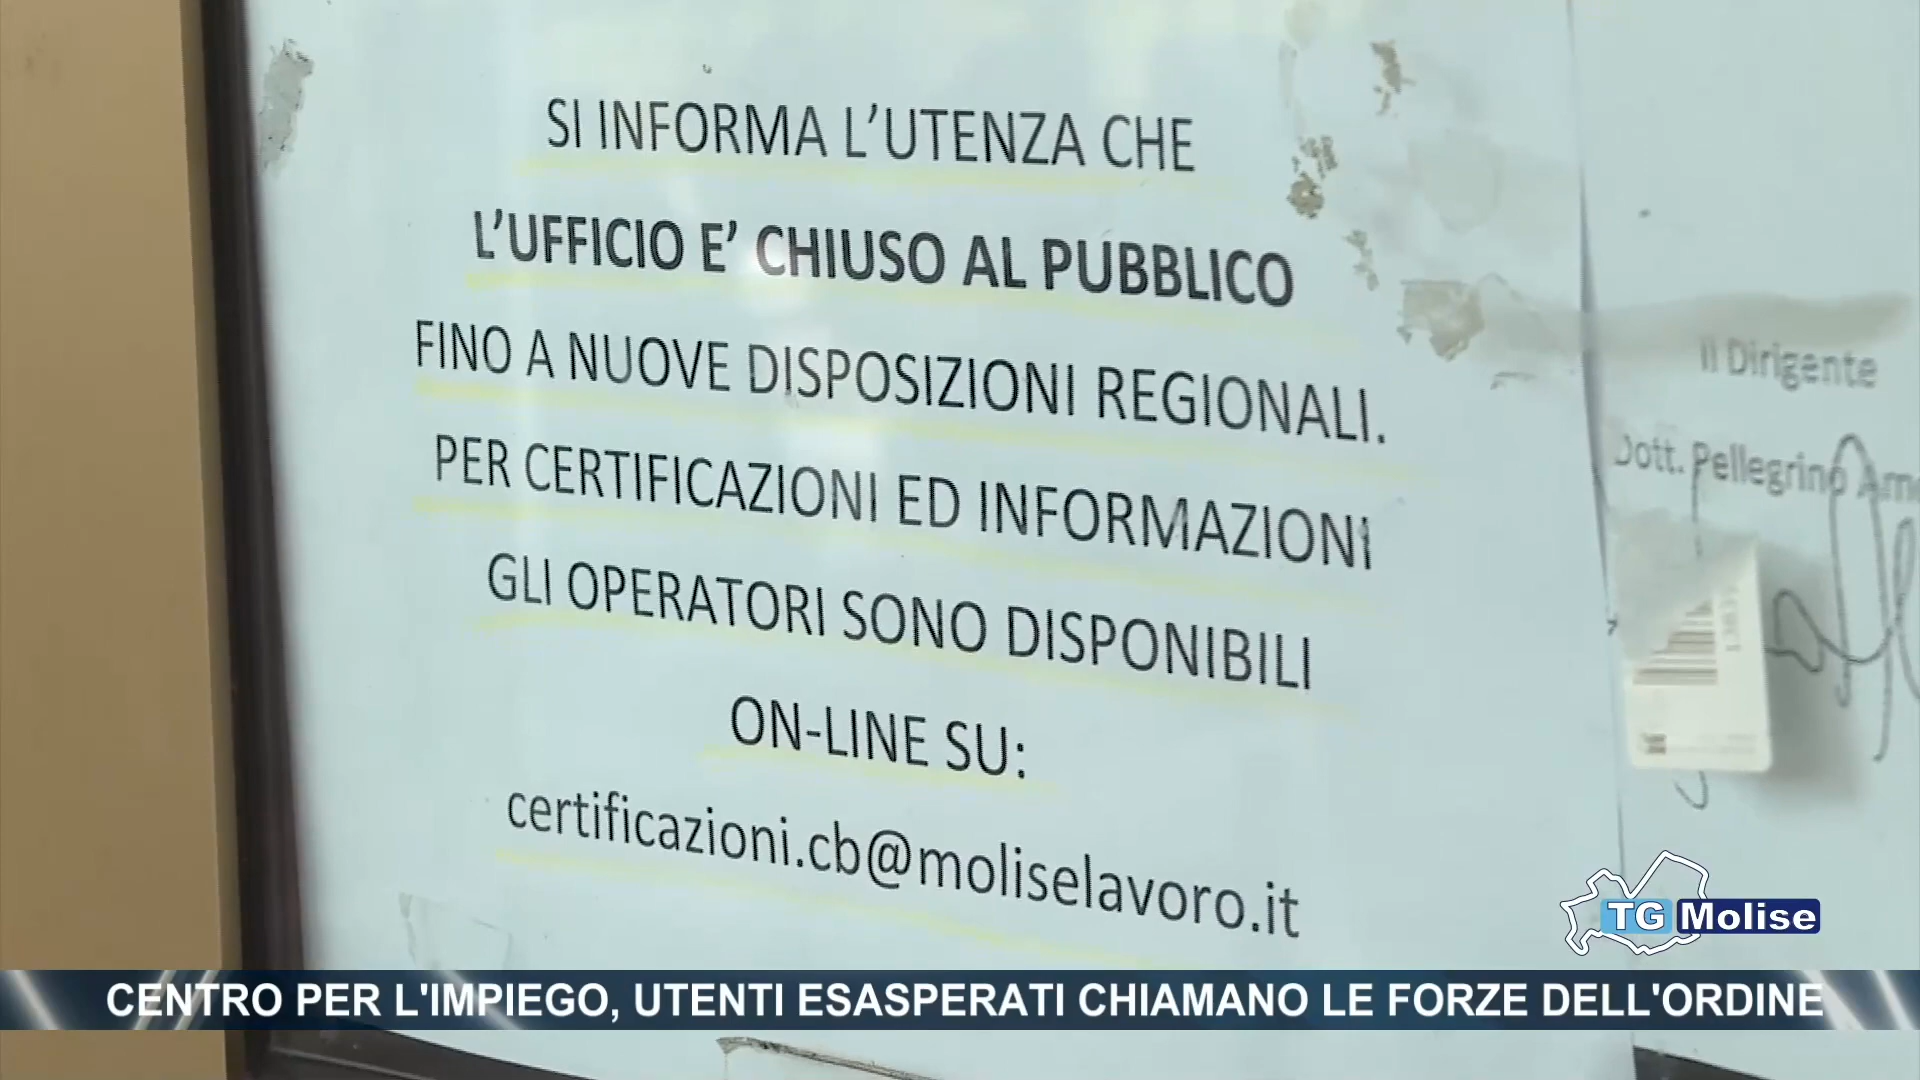 SI INFORMA L'UTENZA CHE
L'UFFICIO E' CHIUSO AL PUBBLICO
FINO A NUOVE DISPOSIZIONI REGIONALI.
PER CERTIFICAZIONI ED INFORMAZIONI
GLI OPERATORI SONO DISPONIBILI
ON-LINE SU:
certificazioni.cb@moliselavoro.it
Il Dirigente
Dott. Pellegrino
TG Molise
CENTRO PER L'IMPIEGO, UTENTI ESASPERATI CHIAMANO LE FORZE DELL'ORDINE